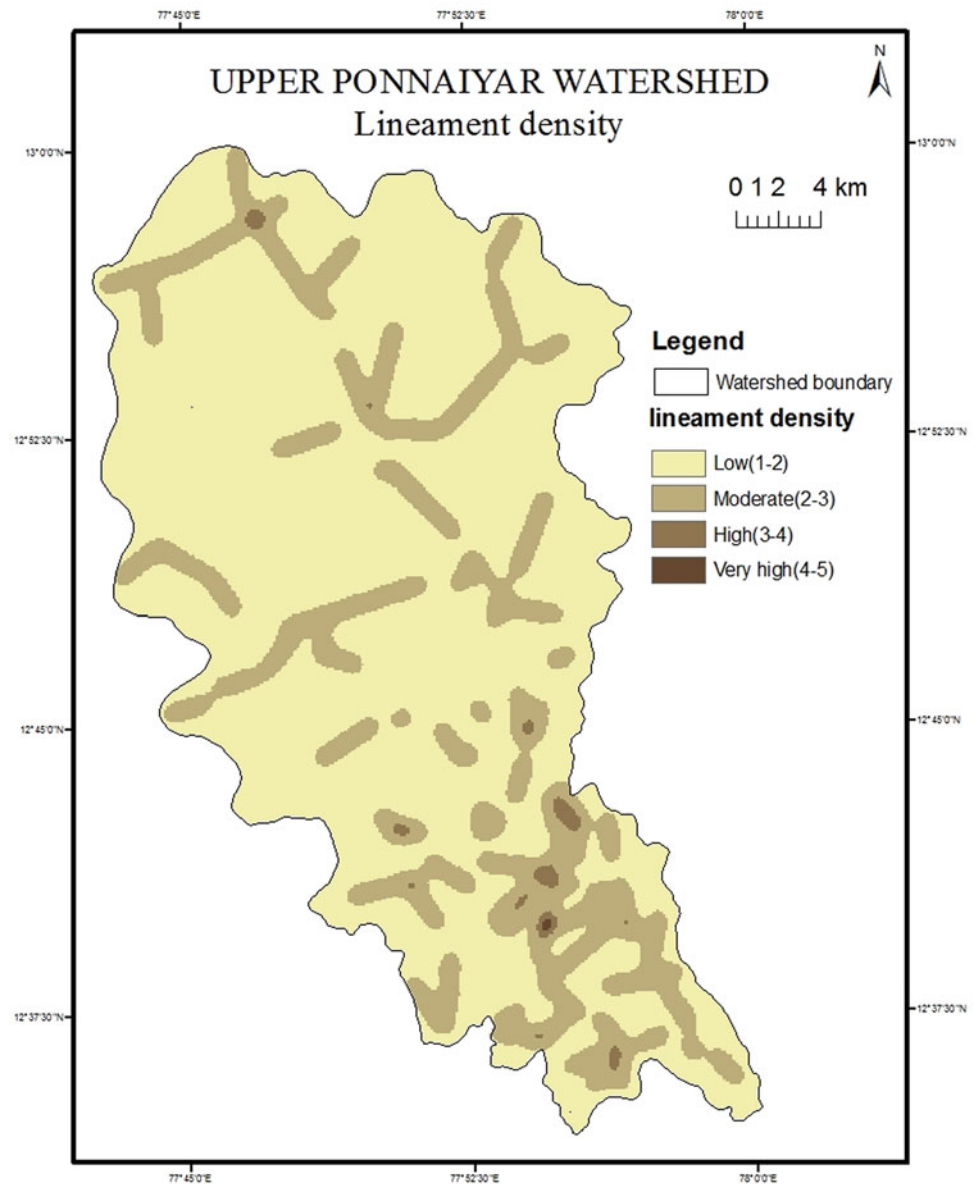 77°45'0"E 77°52'30"E 78°0'0"E
N
UPPER PONNAIYAR WATERSHED
Lineament density
13°0'0"N 13°0'0"N
0 1 2 4 km
Legend
Watershed boundary
lineament density
12°52'30"N 12°52'30"N
Low(1-2)
Moderate(2-3)
High(3-4)
Very high(4-5)
12°45'0"N 12°45'0"N
12°37'30"N 12°37'30"N
77°45'0"E 77°52'30"E 78°0'0"E